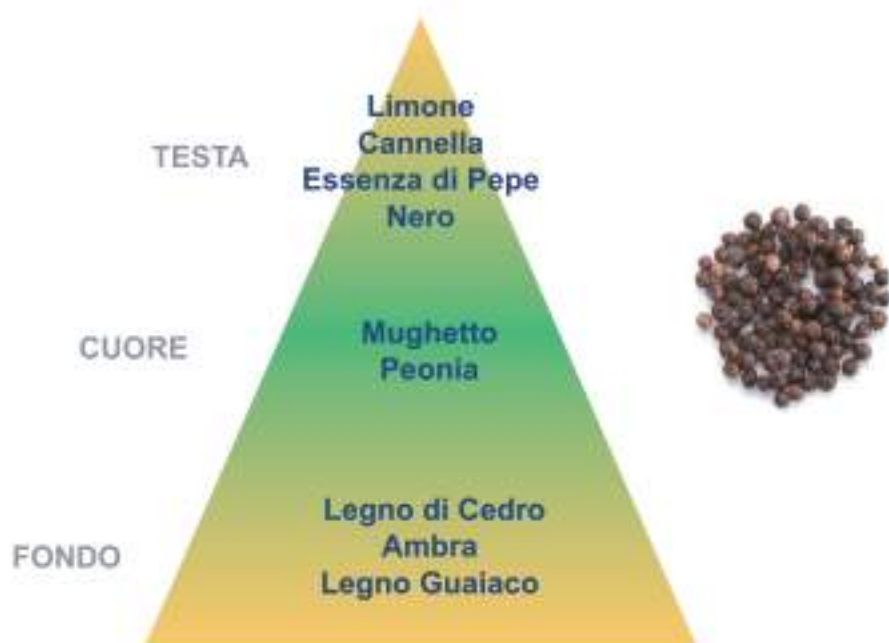 TESTA
Limone
Cannella
Essenza di Pepe
Nero
CUORE
Mughetto
Peonia
FONDO
Legno di Cedro
Ambra
Legno Guaiaco